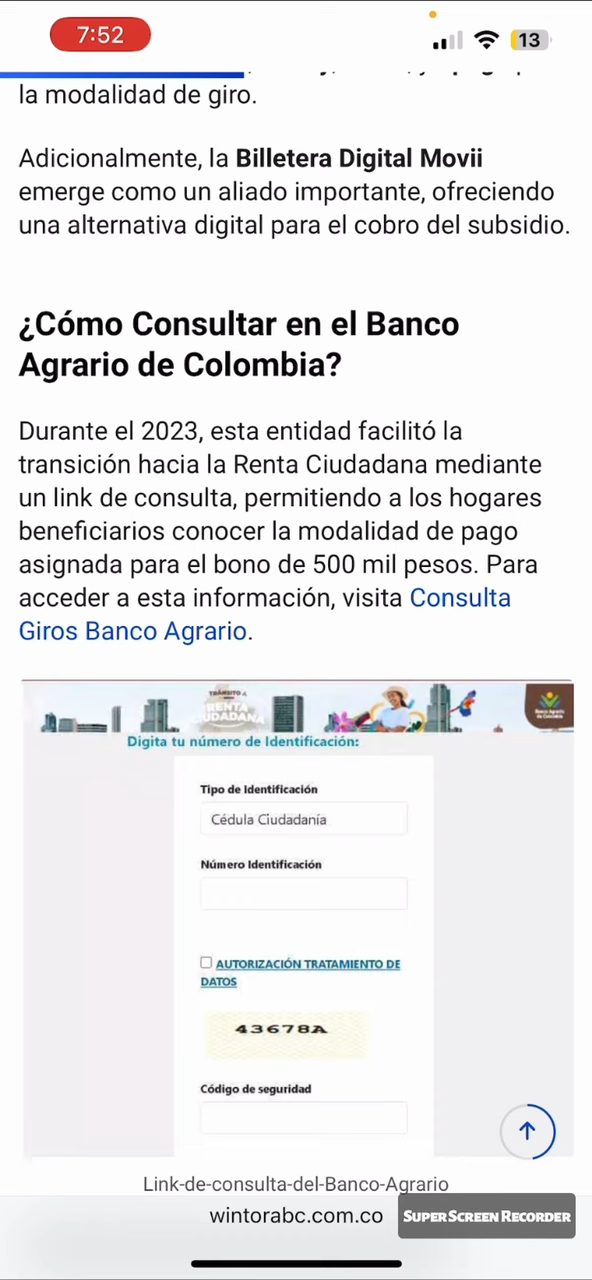 7:52
13
la modalidad de giro.
Adicionalmente, la Billetera Digital Movii
emerge como un aliado importante, ofreciendo
una alternativa digital para el cobro del subsidio.
¿Cómo Consultar en el Banco
Agrario de Colombia?
Durante el 2023, esta entidad facilitó la
transición hacia la Renta Ciudadana mediante
un link de consulta, permitiendo a los hogares
beneficiarios conocer la modalidad de pago
asignada para el bono de 500 mil pesos. Para
acceder a esta información, visita Consulta
Giros Banco Agrario.
TRÁNSITO A
RENTA
CIUDADANA
Banco Agrario
de Colombia
Digita tu número de Identificación:
Tipo de Identificación
Cédula Ciudadanía
Número Identificación
AUTORIZACIÓN TRATAMIENTO DE
DATOS
43678A
Código de seguridad
Link-de-consulta-del-Banco-Agrario
wintorabc.com.co
SUPER SCREEN RECORDER